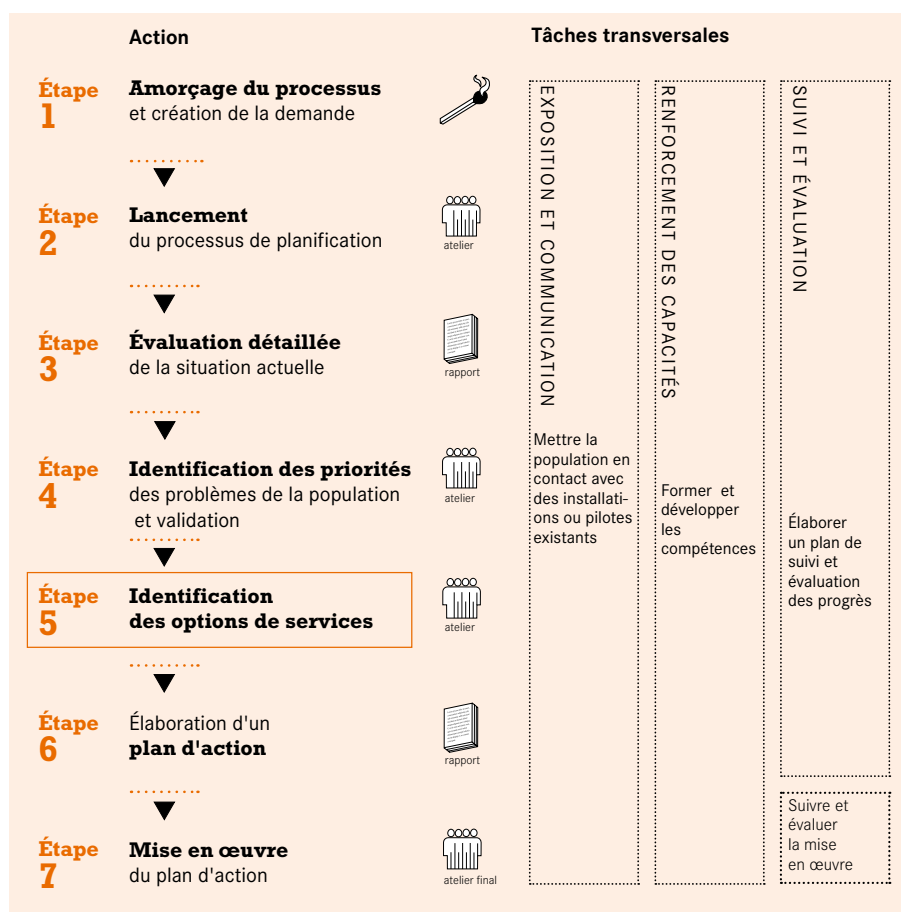 Action
Tâches transversales
Étape
1
Amorçage du processus
et création de la demande
Étape
2
Lancement
du processus de planification
atelier
Étape
3
Évaluation détaillée
de la situation actuelle
rapport
Étape
4
Identification des priorités
des problèmes de la population
et validation
atelier
Étape
5
Identification
des options de services
atelier
Étape
6
Élaboration d'un
plan d'action
rapport
Étape
7
Mise en œuvre
du plan d'action
atelier final
EXPOSITION ET COMMUNICATION
Mettre la
population en
contact avec
des installati-
ons ou pilotes
existants
RENFORCEMENT DES CAPACITÉS
Former et
développer
les
compétences
SUIVI ET ÉVALUATION
Élaborer
un plan de
suivi et
évaluation
des progrès
Suivre et
évaluer
la mise
en œuvre